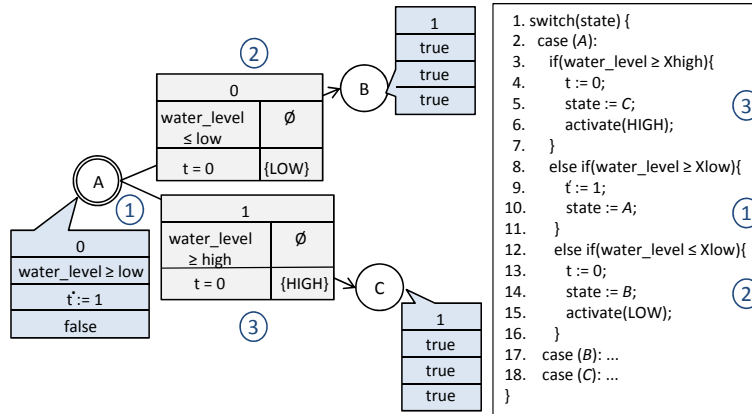 2
0
water_level
≤ low
Ø
t = 0
{LOW}
B
1
true
true
true
A
1
0
water_level ≥ low
ṫ := 1
false
1
water_level
≥ high
Ø
t = 0
{HIGH}
3
C
1
true
true
true
1. switch(state) {
2. case (A):
3. if(water_level ≥ Xhigh){
4. t := 0;
5. state := C;
6. activate(HIGH);
7. }
3
8. else if(water_level ≥ Xlow){
9. ṫ := 1;
10. state := A;
11. }
1
12. else if(water_level ≤ Xlow){
13. t := 0;
14. state := B;
15. activate(LOW);
16. }
2
17. case (B): ...
18. case (C): ...
}